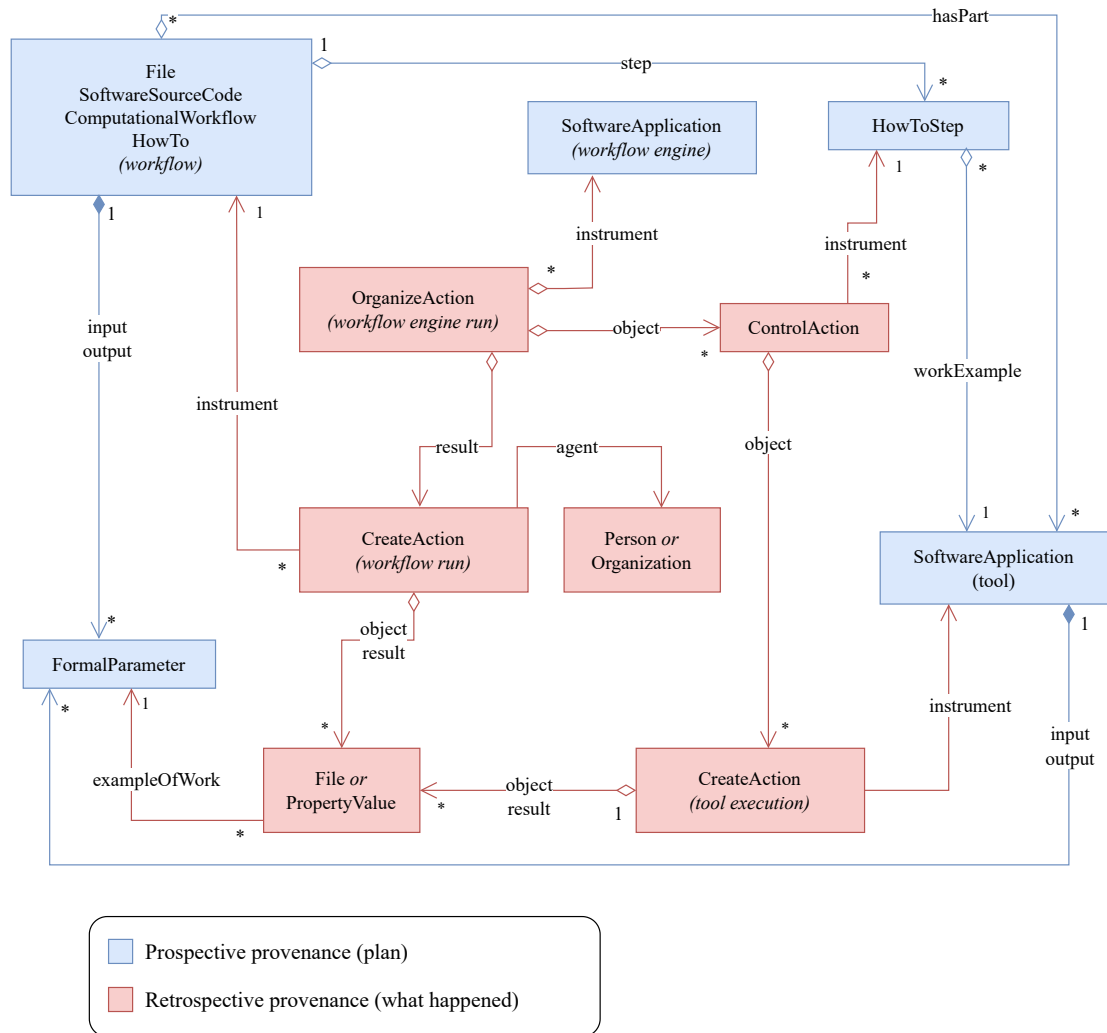 *
hasPart
1
step
*
File
SoftwareSourceCode
ComputationalWorkflow
HowTo
(workflow)
SoftwareApplication
(workflow engine)
HowToStep
1
1
1
*
instrument
instrument
*
*
OrganizeAction
(workflow engine run)
object
*
ControlAction
input
output
workExample
instrument
result
agent
object
CreateAction
(workflow run)
*
Person or
Organization
1
*
SoftwareApplication
(tool)
1
*
object
result
FormalParameter
*
1
instrument
input
output
*
*
exampleOfWork
*
File or
PropertyValue
*
object
result
1
CreateAction
(tool execution)
Prospective provenance (plan)
Retrospective provenance (what happened)